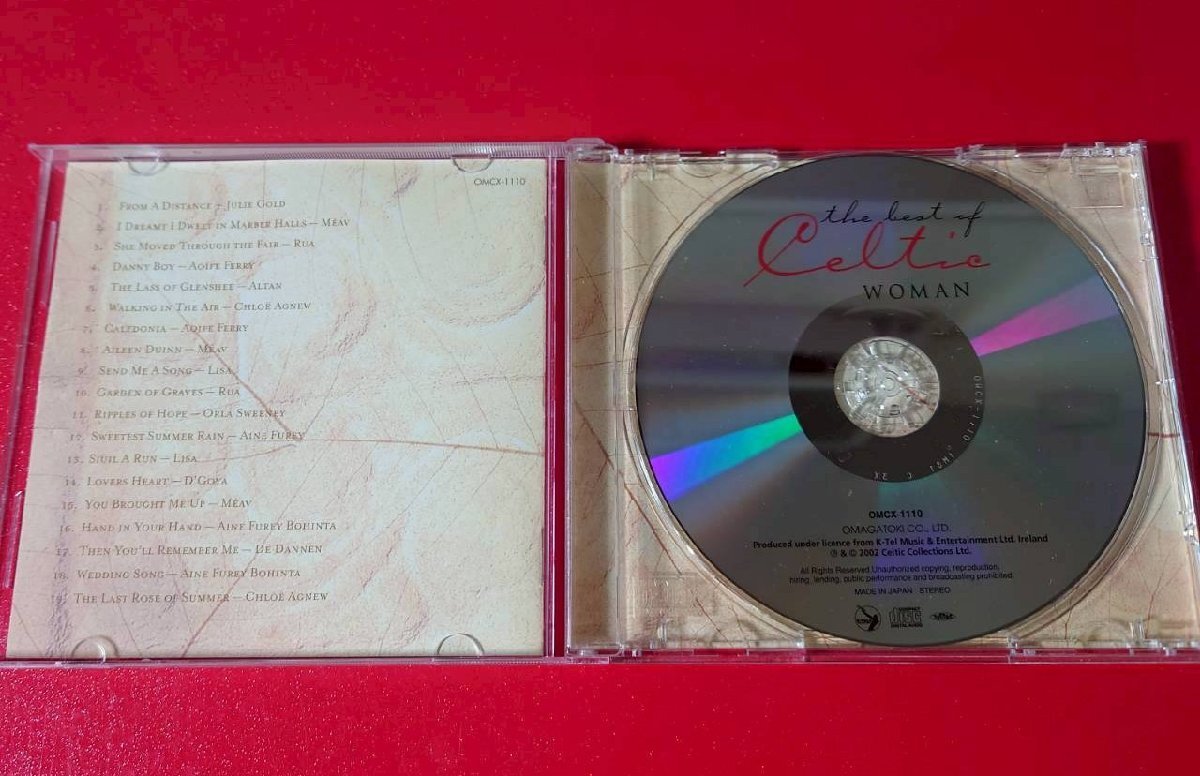 OMCX-1110
1. FROM A DISTANCE – JULIE GOLD
2. I DREAMT I DWELT IN MARBER HALLS – MÉAV
3. SHE MOVED THROUGH THE FAIR – RUA
4. DANNY BOY – AOIFE FERRY
5. THE LASS OF GLENSHEE – ALTAN
6. WALKING IN THE AIR – CHLOË AGNEW
7. CALEDONIA – AOIFE FERRY
8. AILEEN DUINN – MÉAV
9. SEND ME A SONG – LISA
10. GARDEN OF GRAVES – RUA
11. RIPPLES OF HOPE – ORLA SWEENEY
12. SWEETEST SUMMER RAIN – AINE FUREY
13. SIUIL A RUN – LISA
14. LOVERS HEART – D'GOYA
15. YOU BROUGHT ME UP – MÉAV
16. HAND IN YOUR HAND – AINE FUREY BOHINTA
17. THEN YOU'LL REMEMBER ME – DE DANNEN
18. WEDDING SONG – AINE FUREY BOHINTA
19. THE LAST ROSE OF SUMMER – CHLOË AGNEW
the best of
Celtic
WOMAN
OMCX-1110
OMAGATOKI CO., LTD.
Produced under licence from K-Tel Music & Entertainment Ltd. Ireland
℗ & © 2002 Celtic Collections Ltd.
All Rights Reserved. Unauthorized copying, reproduction,
hiring, lending, public performance and broadcasting prohibited.
MADE IN JAPAN STEREO
COMPACT
disc
DIGITAL AUDIO